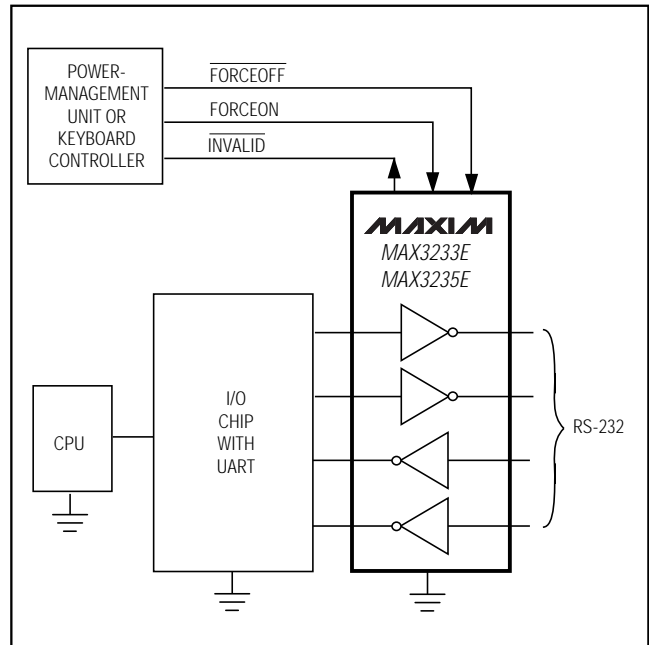 POWER-
MANAGEMENT
UNIT OR
KEYBOARD
CONTROLLER
FORCEOFF
FORCEON
INVALID
MAXIM
MAX3233E
MAX3235E
CPU
I/O
CHIP
WITH
UART
RS-232